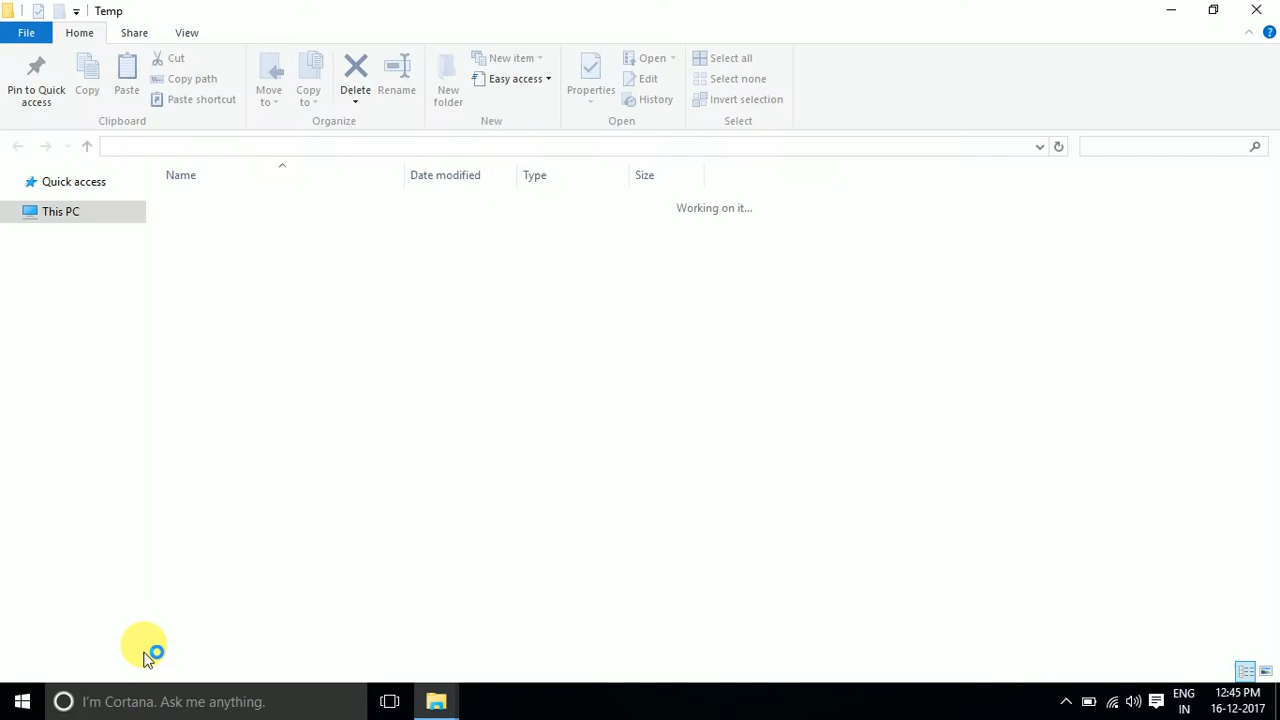 Temp
File Home Share View
Pin to Quick access
Copy
Paste
Cut
Copy path
Paste shortcut
Clipboard
Move to
Copy to
Delete
Rename
Organize
New folder
New item
Easy access
New
Properties
Open
Edit
History
Open
Select all
Select none
Invert selection
Select
Name Date modified Type Size
Quick access
This PC
Working on it...
I'm Cortana. Ask me anything.
ENG
IN
12:45 PM
16-12-2017